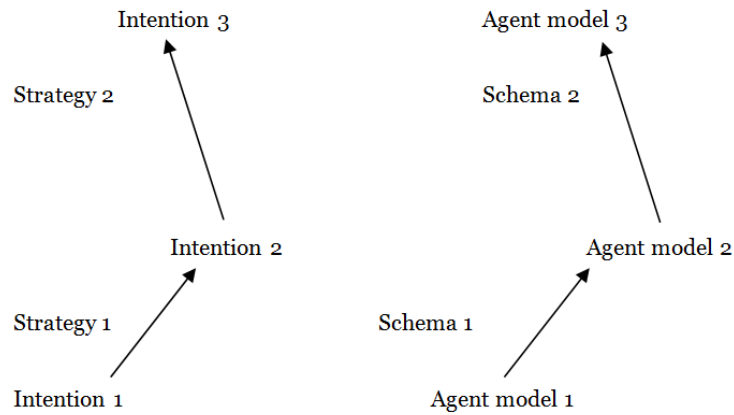 Intention 3
Agent model 3
Strategy 2
Schema 2
Intention 2
Agent model 2
Strategy 1
Schema 1
Intention 1
Agent model 1